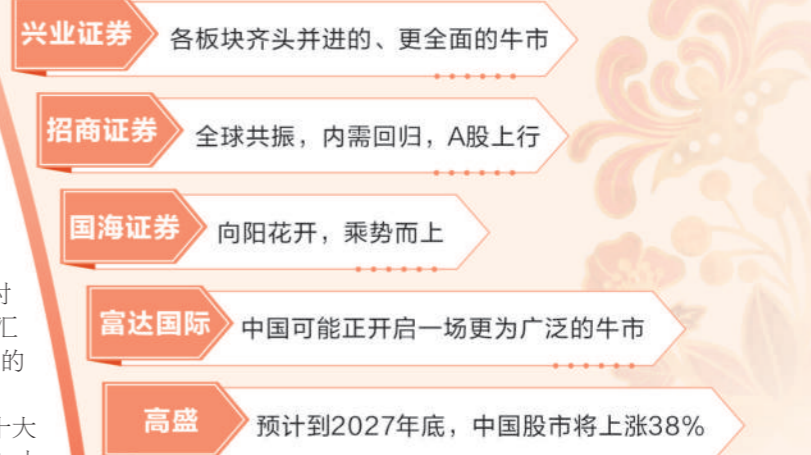 兴业证券 各板块齐头并进的、更全面的牛市
招商证券 全球共振，内需回归，A股上行
国海证券 向阳花开，乘势而上
富达国际 中国可能正开启一场更为广泛的牛市
高盛 预计到2027年底，中国股市将上涨38%
汇
的
十大